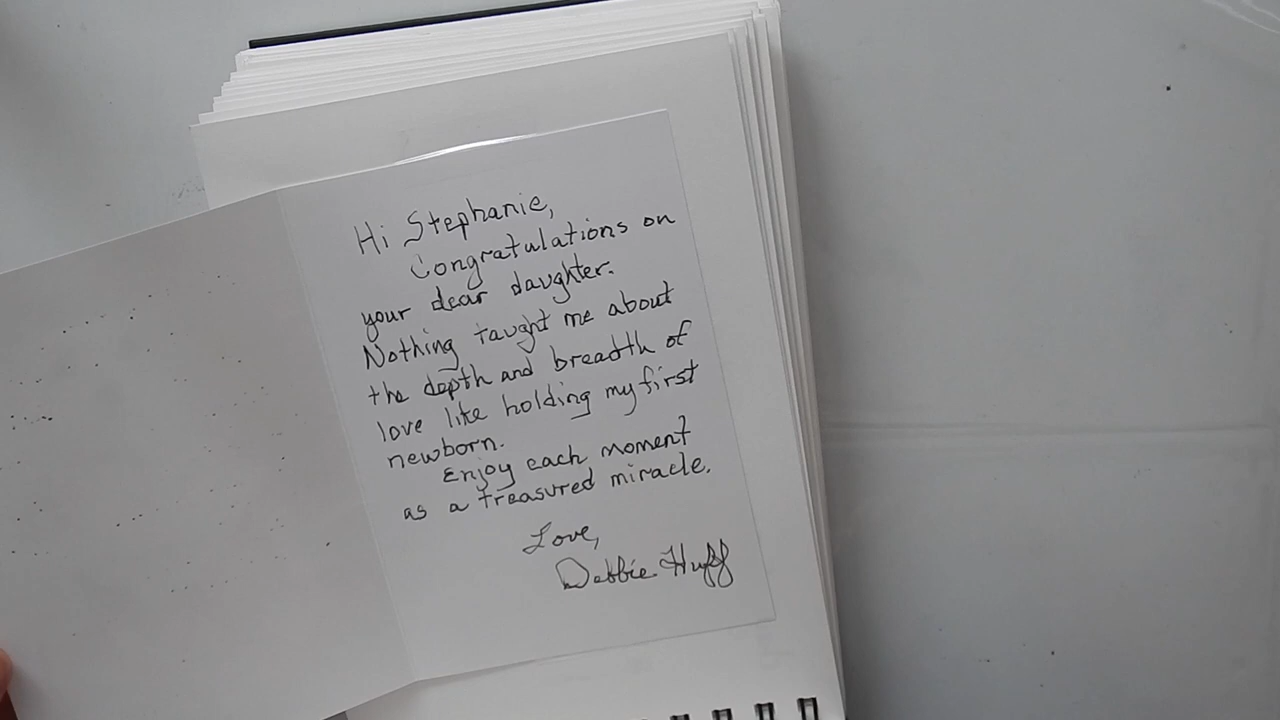 Hi Stephanie,
Congratulations on
your dear daughter.
Nothing taught me about
the depth and breadth of
love like holding my first
newborn.
Enjoy each moment
as a treasured miracle.
Love,
Debbie Huff